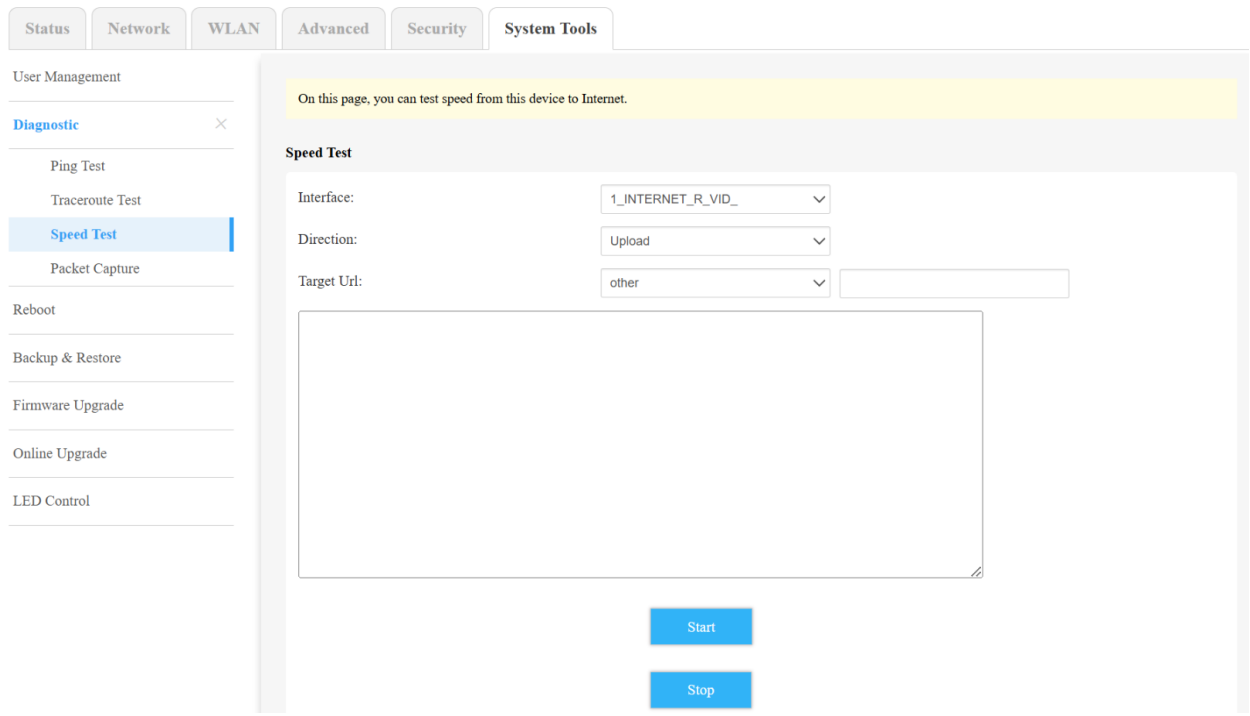 Status Network WLAN Advanced Security System Tools
User Management
Diagnostic
Ping Test
Traceroute Test
Speed Test
Packet Capture
Reboot
Backup & Restore
Firmware Upgrade
Online Upgrade
LED Control
On this page, you can test speed from this device to Internet.
Speed Test
Interface: 1_INTERNET_R_VID_
Direction: Upload
Target Url: other
Start
Stop